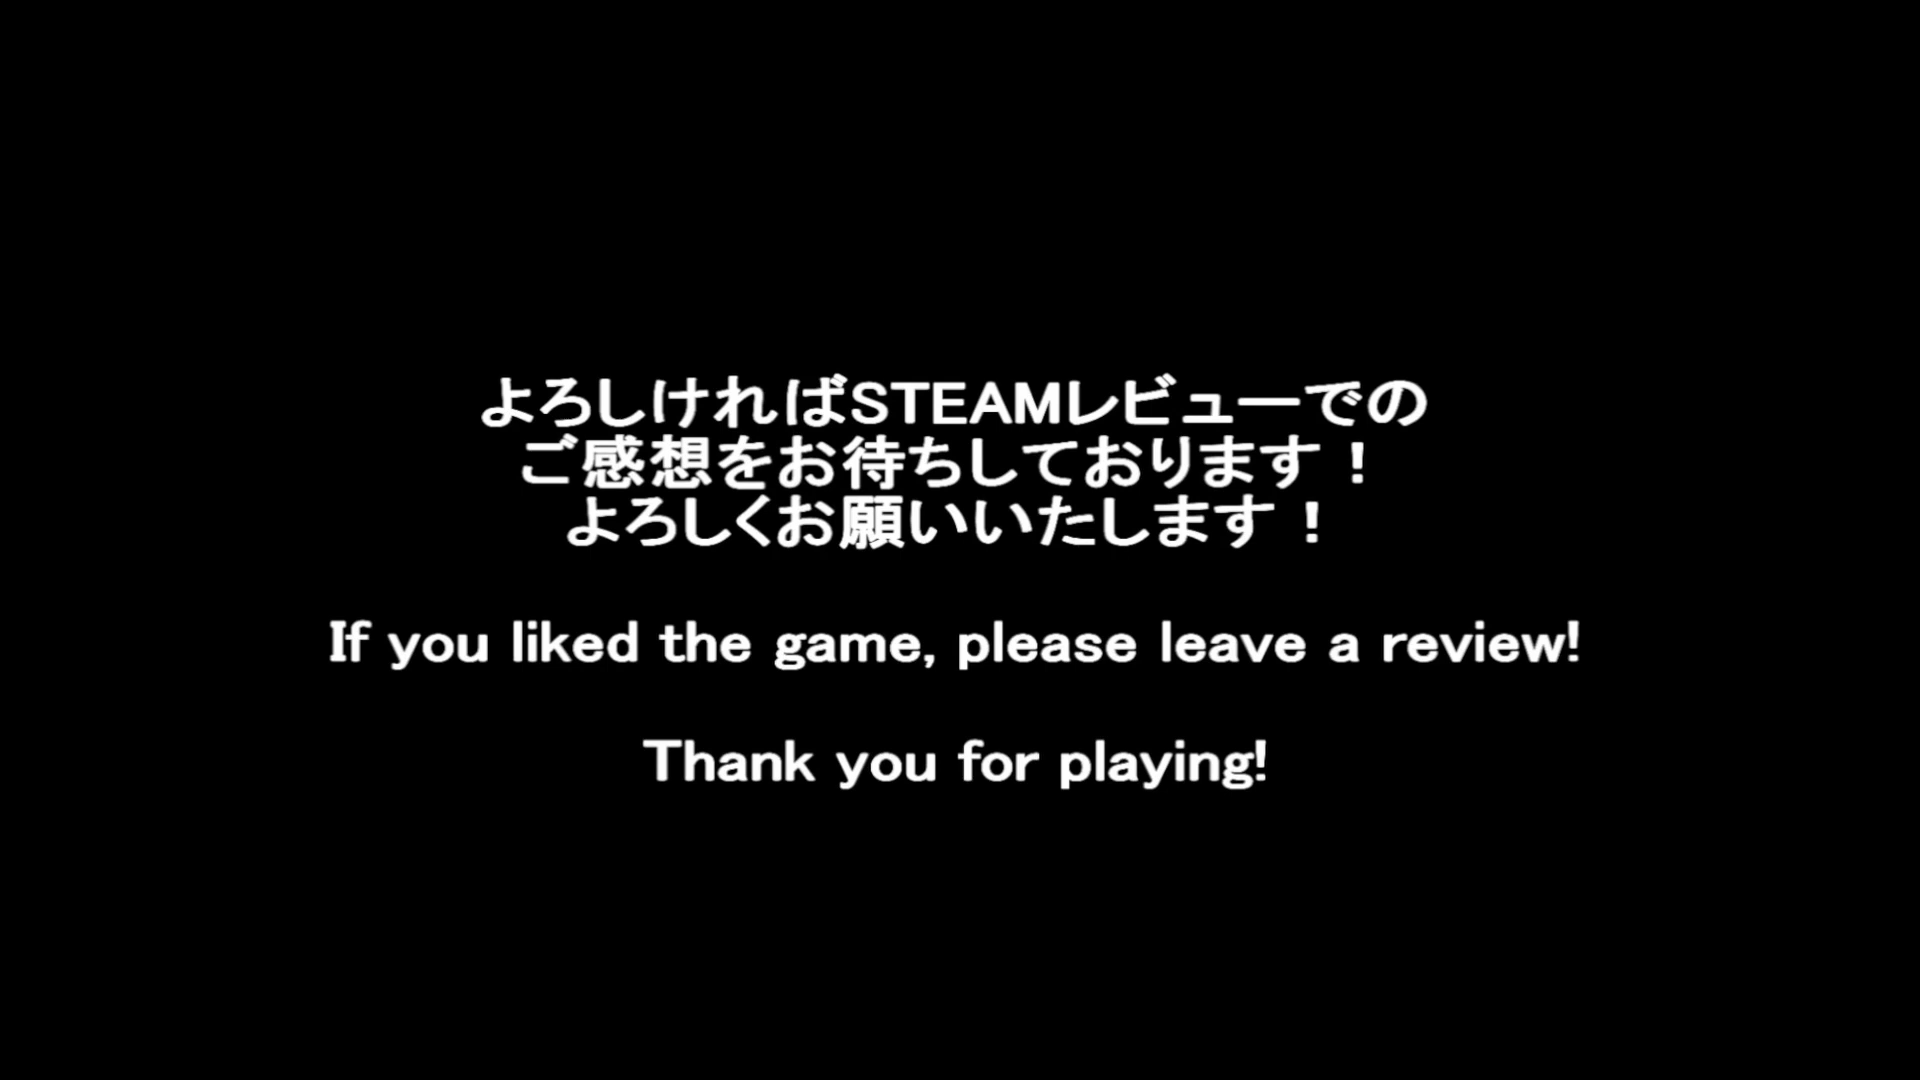 よろしければSTEAMレビューでの
ご感想をお待ちしております！
よろしくお願いいたします！
If you liked the game, please leave a review!
Thank you for playing!